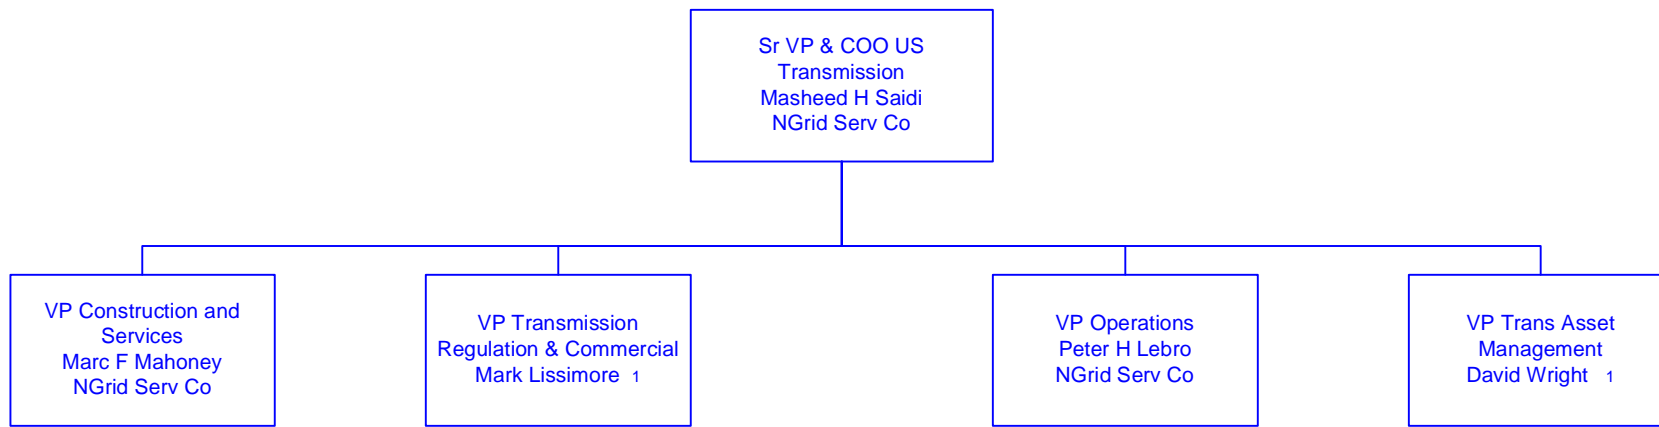 Sr VP & COO US
Transmission
Masheed H Saidi
NGrid Serv Co
VP Construction and
Services
Marc F Mahoney
NGrid Serv Co
VP Transmission
Regulation & Commercial
Mark Lissimore 1
VP Operations
Peter H Lebro
NGrid Serv Co
VP Trans Asset
Management
David Wright 1